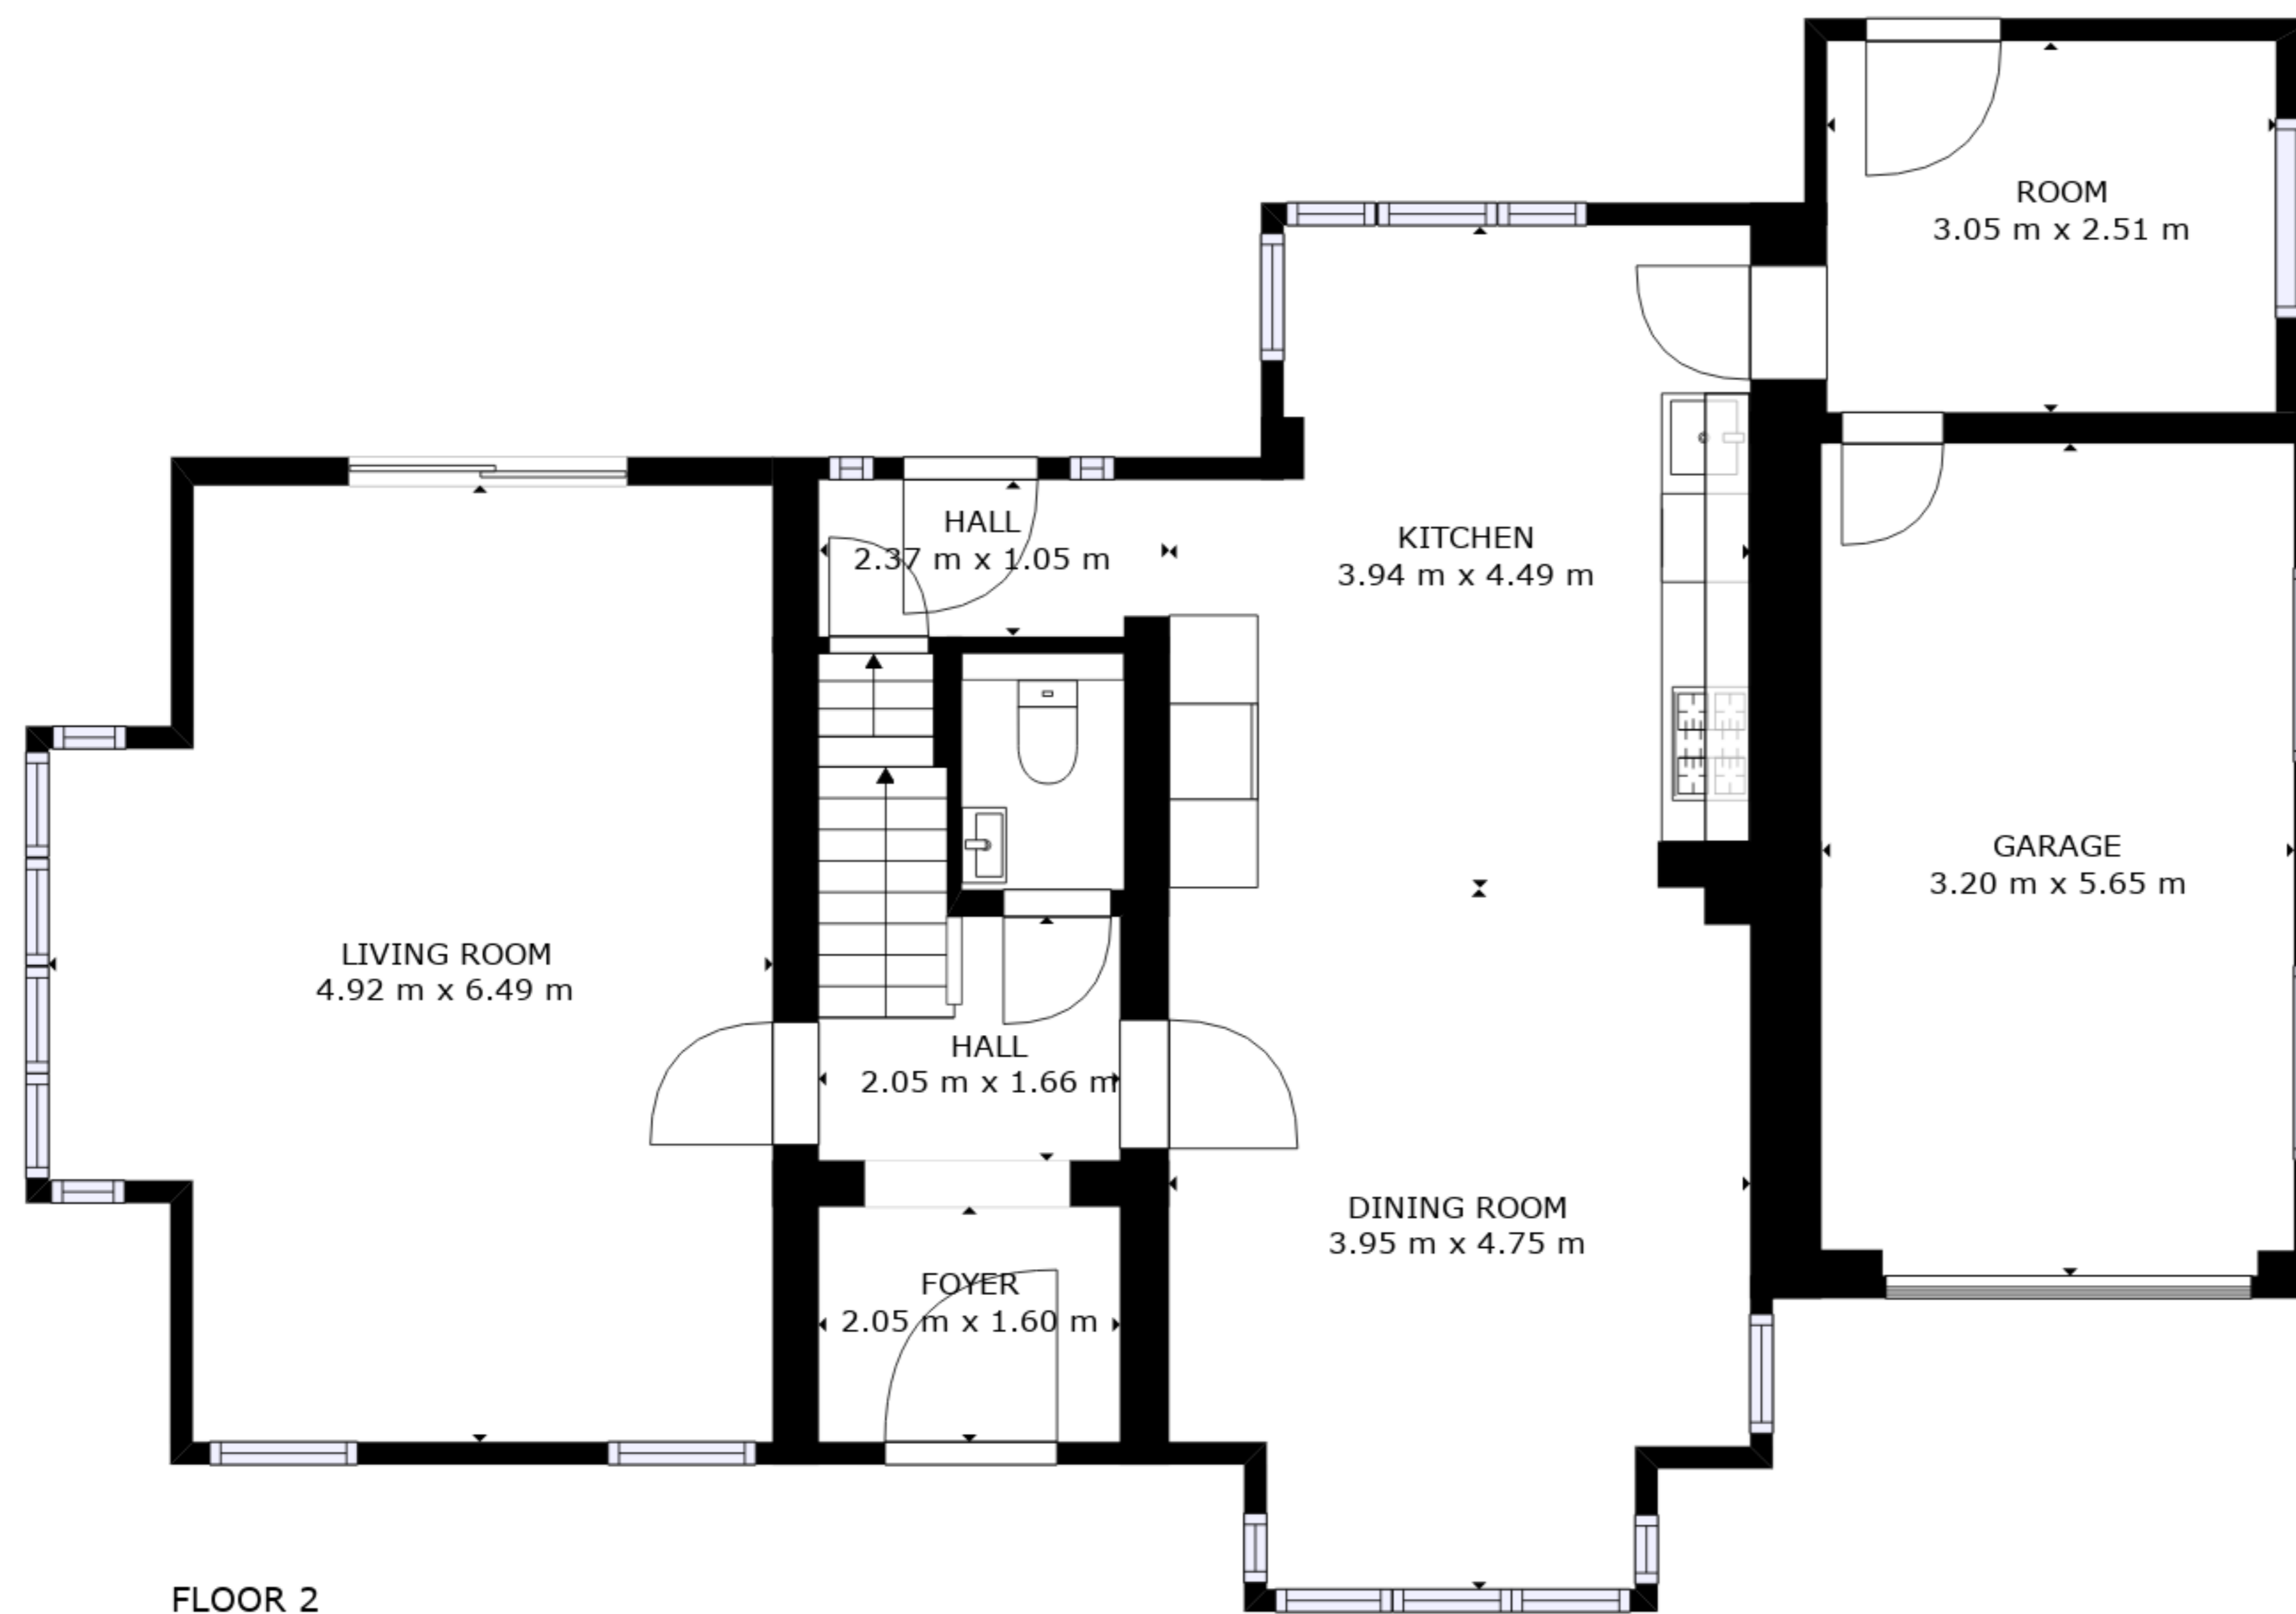 ROOM
3.05 m x 2.51 m
HALL
2.37 m x 1.05 m
KITCHEN
3.94 m x 4.49 m
GARAGE
3.20 m x 5.65 m
LIVING ROOM
4.92 m x 6.49 m
HALL
2.05 m x 1.66 m
DINING ROOM
3.95 m x 4.75 m
FOYER
2.05 m x 1.60 m
FLOOR 2